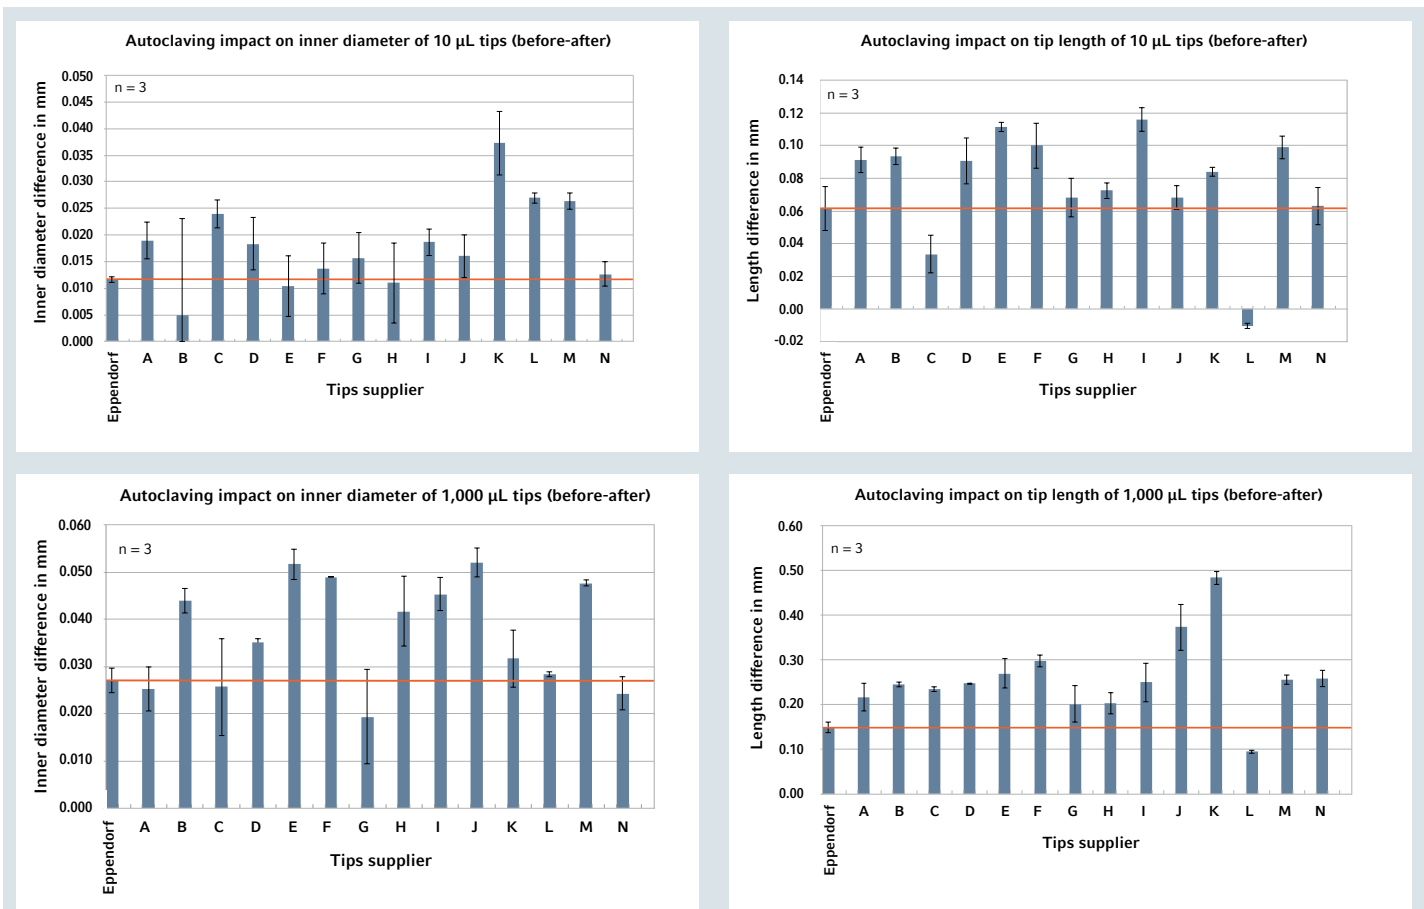 Autoclaving impact on inner diameter of 10 µL tips (before-after)
Inner diameter difference in mm
0.050
0.045
0.040
0.035
0.030
0.025
0.020
0.015
0.010
0.005
0.000
n = 3
Eppendorf A B C D E F G H I J K L M N
Tips supplier
Autoclaving impact on tip length of 10 µL tips (before-after)
Length difference in mm
0.14
0.12
0.10
0.08
0.06
0.04
0.02
0.00
-0.02
n = 3
Eppendorf A B C D E F G H I J K L M N
Tips supplier
Autoclaving impact on inner diameter of 1,000 µL tips (before-after)
Inner diameter difference in mm
0.060
0.050
0.040
0.030
0.020
0.010
0.000
n = 3
Eppendorf A B C D E F G H I J K L M N
Tips supplier
Autoclaving impact on tip length of 1,000 µL tips (before-after)
Length difference in mm
0.60
0.50
0.40
0.30
0.20
0.10
0.00
n = 3
Eppendorf A B C D E F G H I J K L M N
Tips supplier